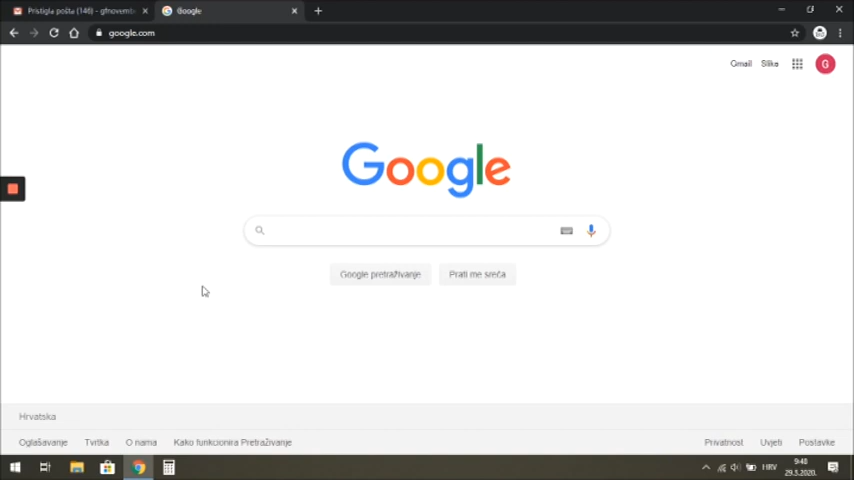 Pristigla pošta (146) - gfnovemb
Google
google.com
Gmail Slike
G
Google
Google pretraživanje Prati me sreća
Hrvatska
Oglašavanje Tvrtka O nama Kako funkcionira Pretraživanje
Privatnost Uvjeti Postavke
HRV
9:48
29.3.2020.